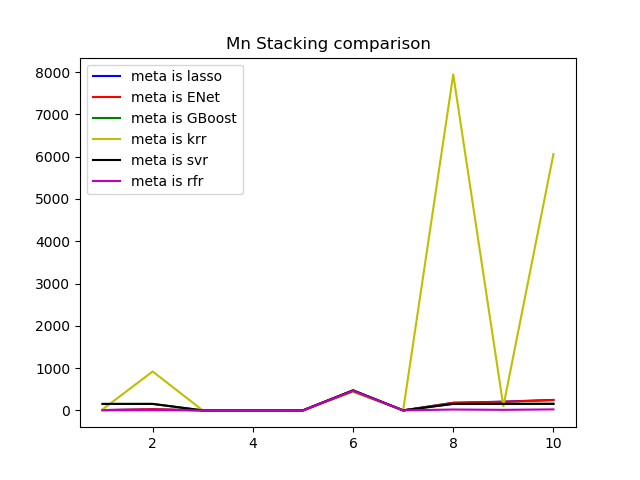 Mn Stacking comparison
meta is lasso
meta is ENet
meta is GBoost
meta is krr
meta is svr
meta is rfr
8000
7000
6000
5000
4000
3000
2000
1000
0
2 4 6 8 10